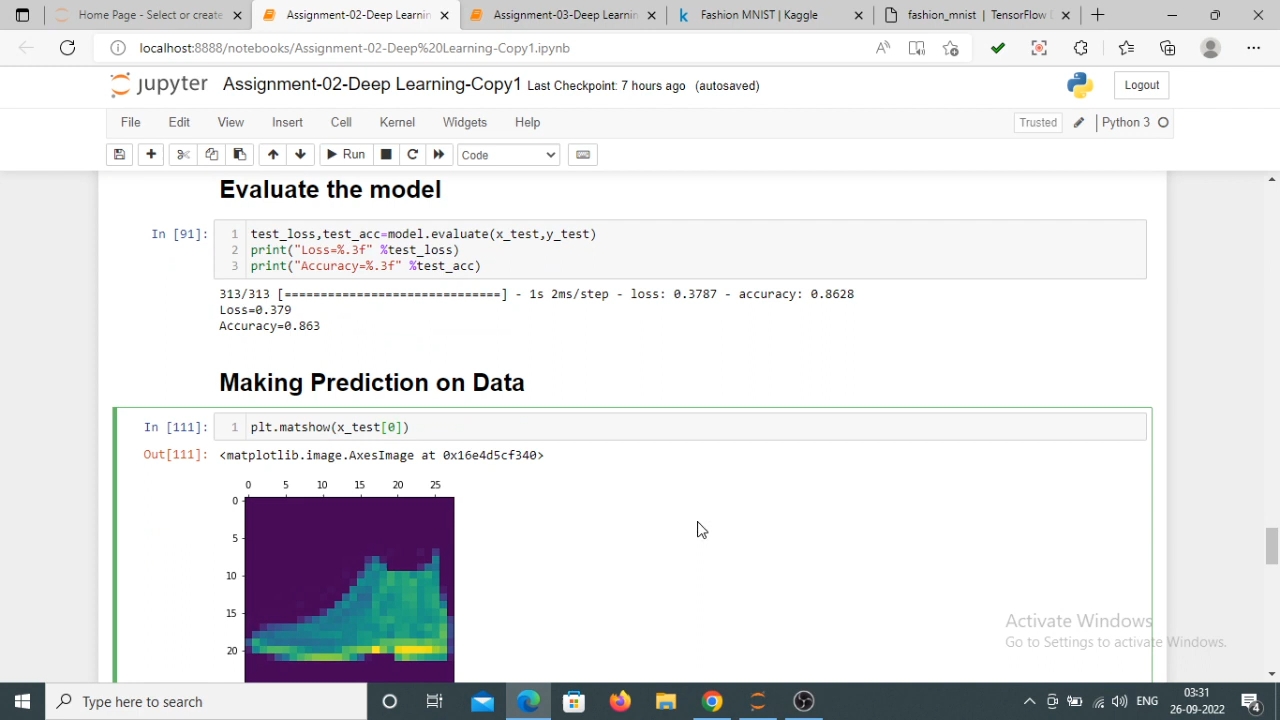 Home Page - Select or create
Assignment-02-Deep Learnin
Assignment-03-Deep Learnin
Fashion MNIST | Kaggle
fashion_mnist | TensorFlow
localhost:8888/notebooks/Assignment-02-Deep%20Learning-Copy1.ipynb
jupyter Assignment-02-Deep Learning-Copy1 Last Checkpoint: 7 hours ago (autosaved)
Logout
File Edit View Insert Cell Kernel Widgets Help
Trusted Python 3
Run Code
Evaluate the model
In [91]:
1 test_loss,test_acc=model.evaluate(x_test,y_test)
2 print("Loss=%.3f" %test_loss)
3 print("Accuracy=%.3f" %test_acc)
313/313 [==============================] - 1s 2ms/step - loss: 0.3787 - accuracy: 0.8628
Loss=0.379
Accuracy=0.863
Making Prediction on Data
In [111]: 1 plt.matshow(x_test[0])
Out[111]: <matplotlib.image.AxesImage at 0x16e4d5cf340>
0 5 10 15 20 25
0
5
10
15
20
Activate Windows
Go to Settings to activate Windows.
Type here to search
ENG
03:31
26-09-2022
4